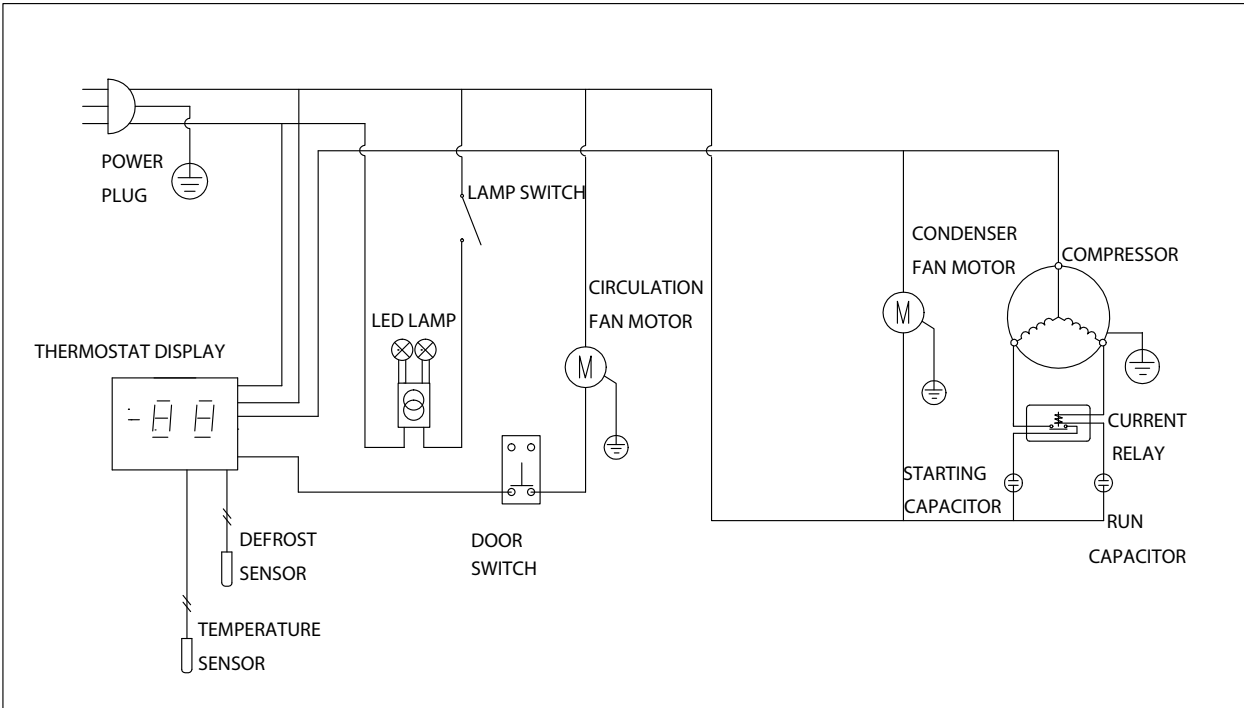 POWER
PLUG
LAMP SWITCH
CONDENSER
FAN MOTOR
COMPRESSOR
CIRCULATION
FAN MOTOR
LED LAMP
M
M
THERMOSTAT DISPLAY
-88
CURRENT
RELAY
STARTING
CAPACITOR
RUN
CAPACITOR
DOOR
SWITCH
DEFROST
SENSOR
TEMPERATURE
SENSOR